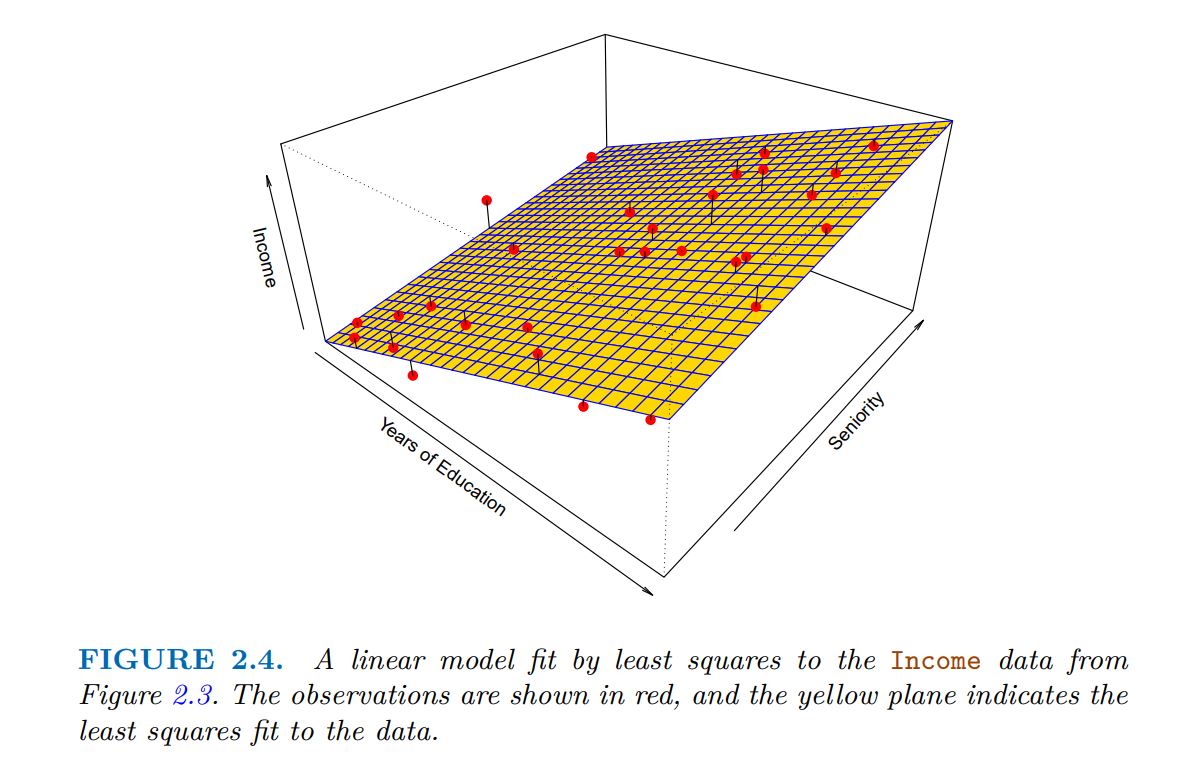 Income
Years of Education
Seniority
FIGURE 2.4. A linear model fit by least squares to the Income data from
Figure 2.3. The observations are shown in red, and the yellow plane indicates the
least squares fit to the data.